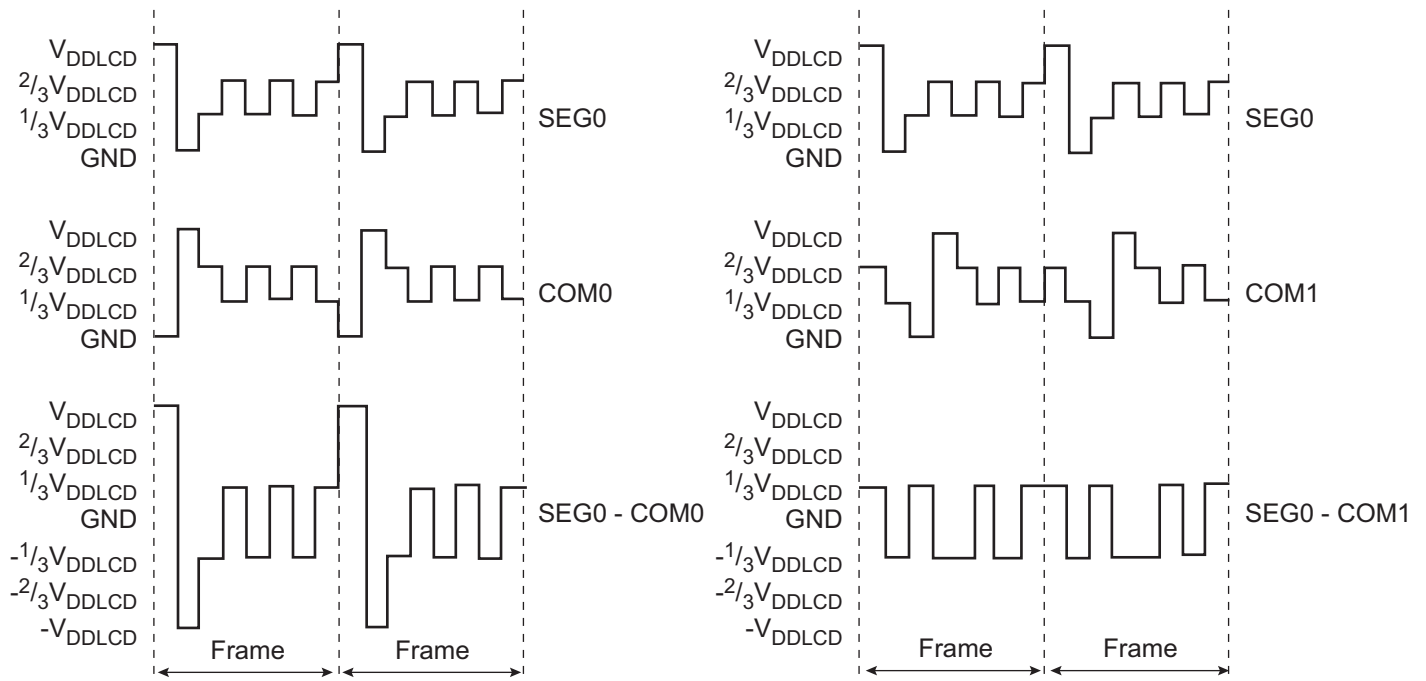 VDDLCD
2/3VDDLCD
1/3VDDLCD
GND
SEG0
VDDLCD
2/3VDDLCD
1/3VDDLCD
GND
COM0
VDDLCD
2/3VDDLCD
1/3VDDLCD
GND
-1/3VDDLCD
-2/3VDDLCD
-VDDLCD
SEG0 - COM0
Frame
Frame
VDDLCD
2/3VDDLCD
1/3VDDLCD
GND
SEG0
VDDLCD
2/3VDDLCD
1/3VDDLCD
GND
COM1
VDDLCD
2/3VDDLCD
1/3VDDLCD
GND
-1/3VDDLCD
-2/3VDDLCD
-VDDLCD
SEG0 - COM1
Frame
Frame